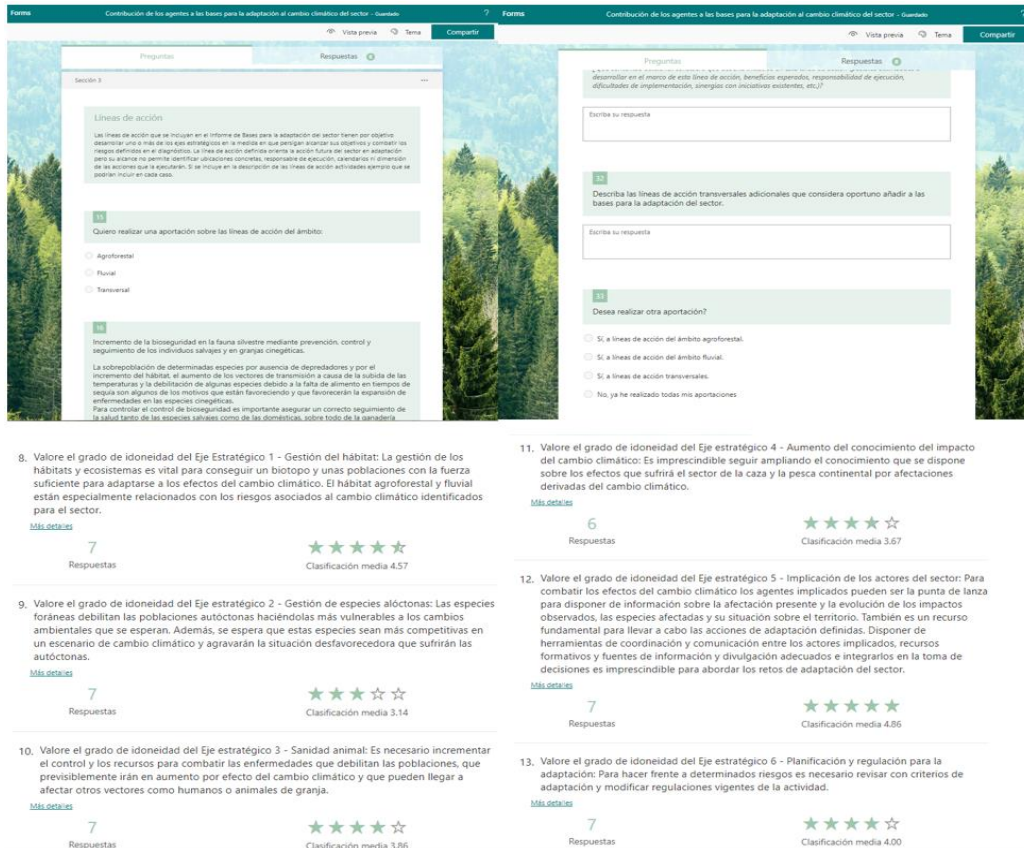 Forms
Contribución de los agentes a las bases para la adaptación al cambio climático del sector - Guardado
?
Vista previa
Tema
Compartir
Preguntas
Respuestas
Sección 3
Líneas de acción
Las líneas de acción que se incluyan en el Informe de Bases para la adaptación del sector tienen por objetivo
desarrollar uno o más de los ejes estratégicos en la medida en que persigan alcanzar sus objetivos y combatir los
riesgos definidos en el diagnóstico. La línea de acción definida orienta la acción futura del sector en adaptación
pero su alcance no permite identificar ubicaciones concretas, responsable de ejecución, calendarios ni dimensión
de las acciones que la ejecutarán. Sí se incluye en la descripción de las líneas de acción actividades ejemplo que se
podrían incluir en cada caso.
15
Quiero realizar una aportación sobre las líneas de acción del ámbito:
Agroforestal
Fluvial
Transversal
16
Incremento de la bioseguridad en la fauna silvestre mediante prevención, control y
seguimiento de los individuos salvajes y en granjas cinegéticas.
La sobrepoblación de determinadas especies por ausencia de depredadores y por el
incremento del hábitat, el aumento de los vectores de transmisión a causa de la subida de las
temperaturas y la debilitación de algunas especies debido a la falta de alimento en tiempos de
sequía son algunos de los motivos que están favoreciendo y que favorecerán la expansión de
enfermedades en las especies cinegéticas.
Para controlar el control de bioseguridad es importante asegurar un correcto seguimiento de
la salud tanto de las especies salvajes como de las domésticas, sobre todo de la ganadería
Forms
Contribución de los agentes a las bases para la adaptación al cambio climático del sector - Guardado
Vista previa
Tema
Compartir
Preguntas
Respuestas
desarrollar en el marco de esta línea de acción, beneficios esperados, responsabilidad de ejecución,
dificultades de implementación, sinergias con iniciativas existentes, etc.)?
Escriba su respuesta
32
Describa las líneas de acción transversales adicionales que considera oportuno añadir a las
bases para la adaptación del sector.
Escriba su respuesta
33
Desea realizar otra aportación?
Sí, a líneas de acción del ámbito agroforestal.
Sí, a líneas de acción del ámbito fluvial.
Sí, a líneas de acción transversales.
No, ya he realizado todas mis aportaciones
8. Valore el grado de idoneidad del Eje Estratégico 1 - Gestión del hábitat: La gestión de los
hábitats y ecosistemas es vital para conseguir un biotopo y unas poblaciones con la fuerza
suficiente para adaptarse a los efectos del cambio climático. El hábitat agroforestal y fluvial
están especialmente relacionados con los riesgos asociados al cambio climático identificados
para el sector.
Más detalles
7
Respuestas
Clasificación media 4.57
9. Valore el grado de idoneidad del Eje estratégico 2 - Gestión de especies alóctonas: Las especies
foráneas debilitan las poblaciones autóctonas haciéndolas más vulnerables a los cambios
ambientales que se esperan. Además, se espera que estas especies sean más competitivas en
un escenario de cambio climático y agravarán la situación desfavorecedora que sufrirán las
autóctonas.
Más detalles
7
Respuestas
Clasificación media 3.14
10. Valore el grado de idoneidad del Eje estratégico 3 - Sanidad animal: Es necesario incrementar
el control y los recursos para combatir las enfermedades que debilitan las poblaciones, que
previsiblemente irán en aumento por efecto del cambio climático y que pueden llegar a
afectar otros vectores como humanos o animales de granja.
Más detalles
7
Respuestas
Clasificación media 3.86
11. Valore el grado de idoneidad del Eje estratégico 4 - Aumento del conocimiento del impacto
del cambio climático: Es imprescindible seguir ampliando el conocimiento que se dispone
sobre los efectos que sufrirá el sector de la caza y la pesca continental por afectaciones
derivadas del cambio climático.
Más detalles
6
Respuestas
Clasificación media 3.67
12. Valore el grado de idoneidad del Eje estratégico 5 - Implicación de los actores del sector: Para
combatir los efectos del cambio climático los agentes implicados pueden ser la punta de lanza
para disponer de información sobre la afectación presente y la evolución de los impactos
observados, las especies afectadas y su situación sobre el territorio. También es un recurso
fundamental para llevar a cabo las acciones de adaptación definidas. Disponer de
herramientas de coordinación y comunicación entre los actores implicados, recursos
formativos y fuentes de información y divulgación adecuados e integrarlos en la toma de
decisiones es imprescindible para abordar los retos de adaptación del sector.
Más detalles
7
Respuestas
Clasificación media 4.86
13. Valore el grado de idoneidad del Eje estratégico 6 - Planificación y regulación para la
adaptación: Para hacer frente a determinados riesgos es necesario revisar con criterios de
adaptación y modificar regulaciones vigentes de la actividad.
Más detalles
7
Respuestas
Clasificación media 4.00